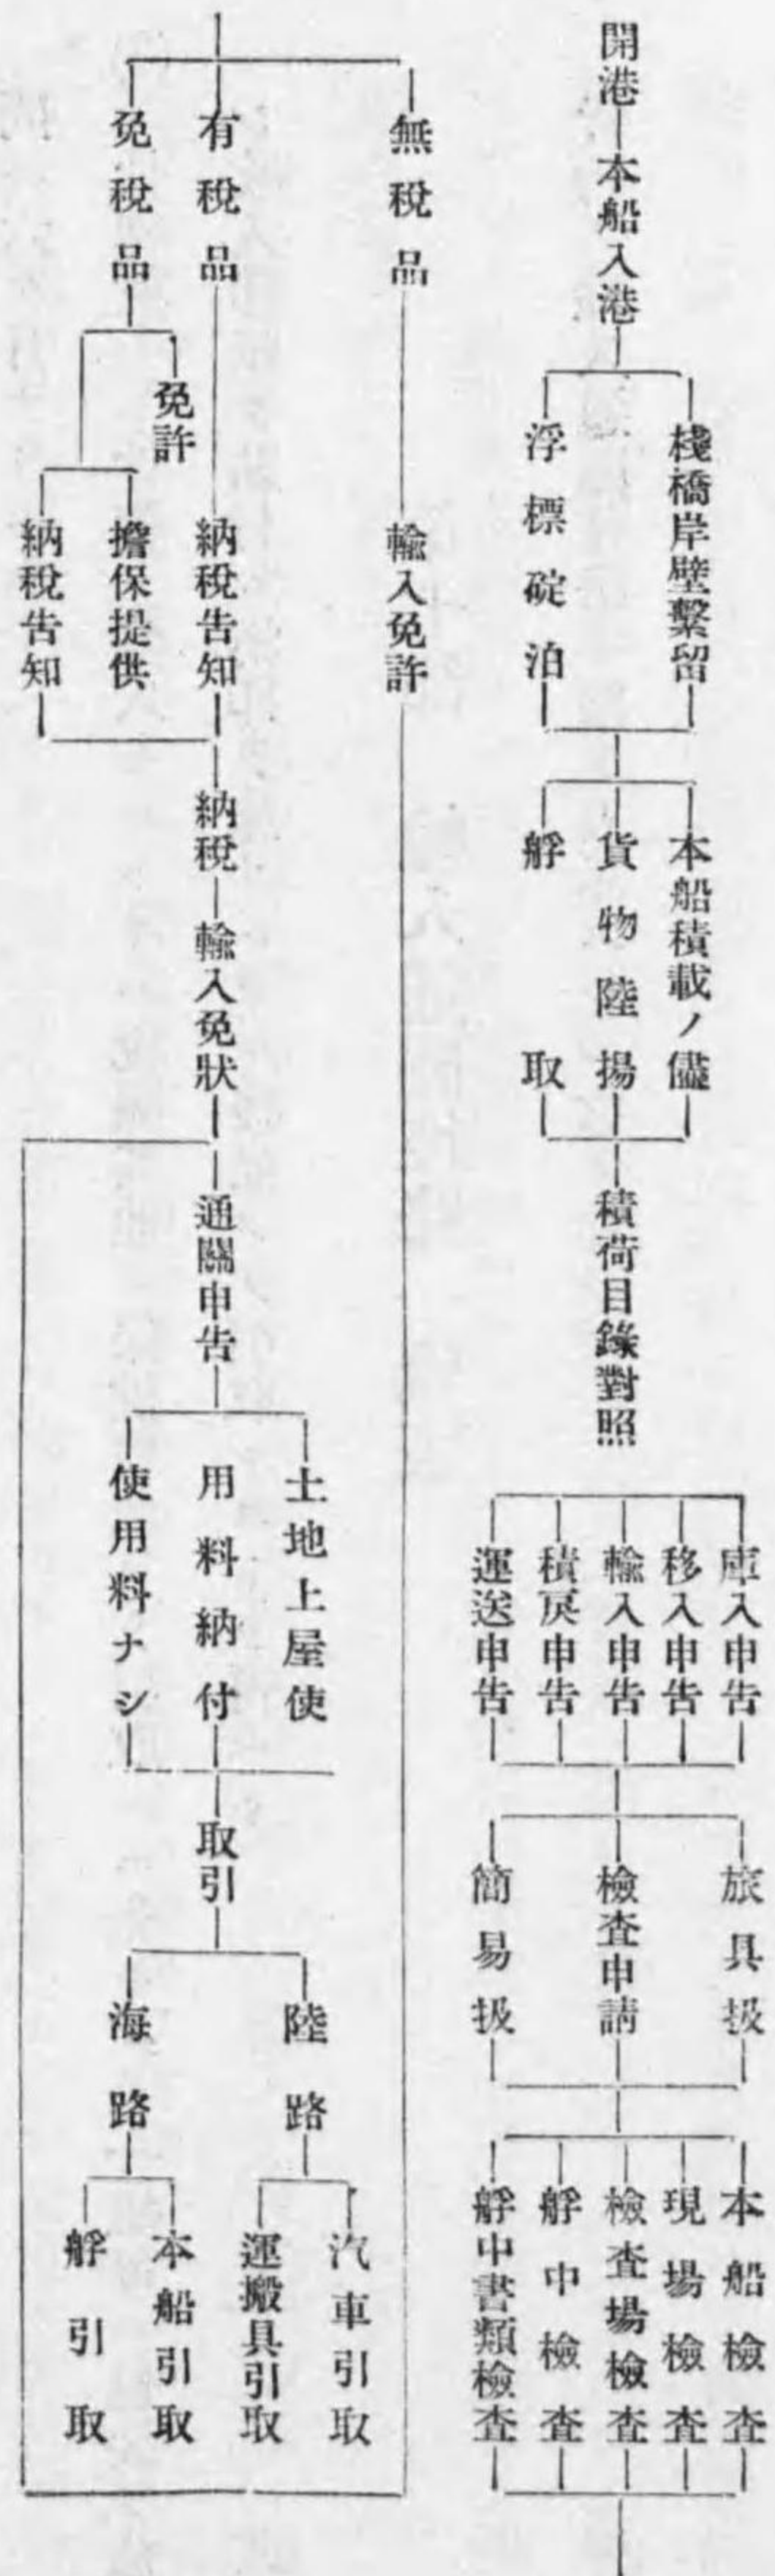 開港
本船入港
棧橋岸壁繫留
浮標碇泊
本船積載ノ儘
貨物陸揚
艀取
積荷目錄對照
庫入申告
移入申告
輸入申告
積戾申告
運送申告
旅具扱
檢査申請
簡易扱
本船檢査
現場檢査
檢査場檢査
艀中檢査
艀中書類檢査
無稅品
有稅品
免稅品
輸入免許
免許
納稅告知
擔保提供
納稅告知
納稅
輸入免狀
通關申告
土地上屋使
用料納付
使用料ナシ
取引
陸路
海路
汽車引取
運搬具引取
本船引取
艀引取